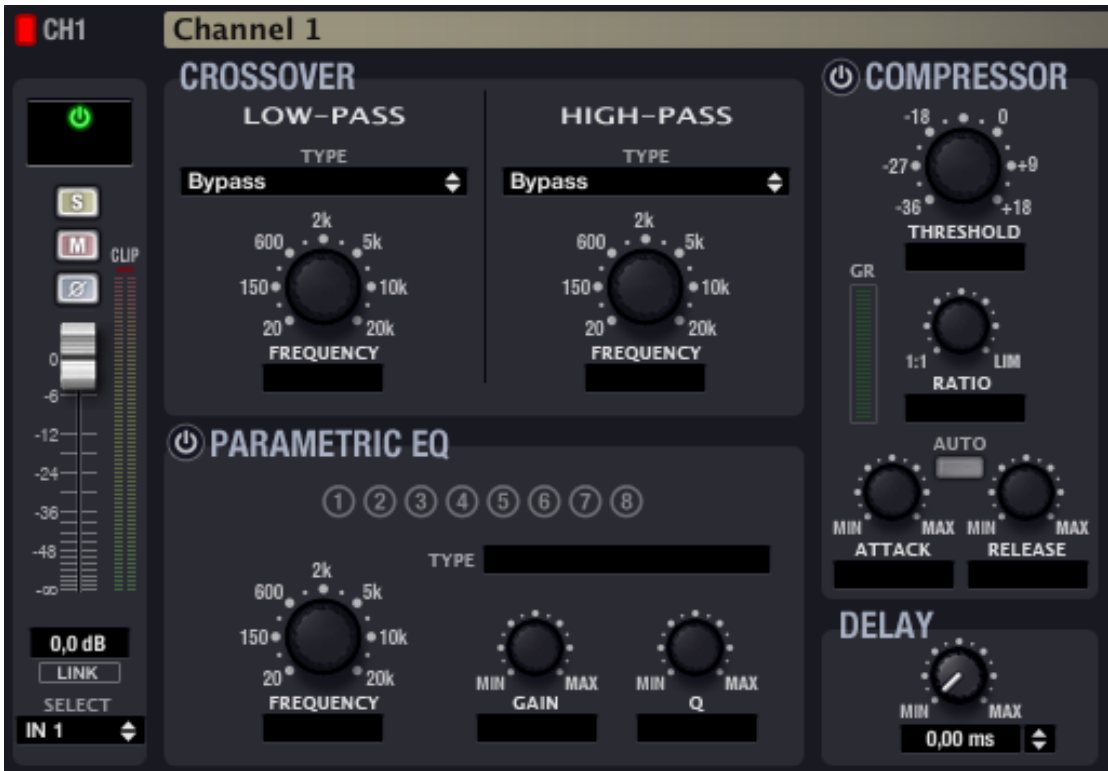 CH1
Channel 1
S
M
Ø
CLIP
0
-6
-12
-24
-36
-48
-∞
0,0 dB
LINK
SELECT
IN 1
CROSSOVER
LOW-PASS
TYPE
Bypass
2k
600 5k
150 10k
20 20k
FREQUENCY
HIGH-PASS
TYPE
Bypass
2k
600 5k
150 10k
20 20k
FREQUENCY
PARAMETRIC EQ
1 2 3 4 5 6 7 8
TYPE
2k
600 5k
150 10k
20 20k
FREQUENCY
MIN MAX
GAIN
MIN MAX
Q
COMPRESSOR
-18 0
-27 +9
-36 +18
THRESHOLD
GR
1:1 LIM
RATIO
AUTO
MIN MAX
ATTACK
MIN MAX
RELEASE
DELAY
MIN MAX
0,00 ms